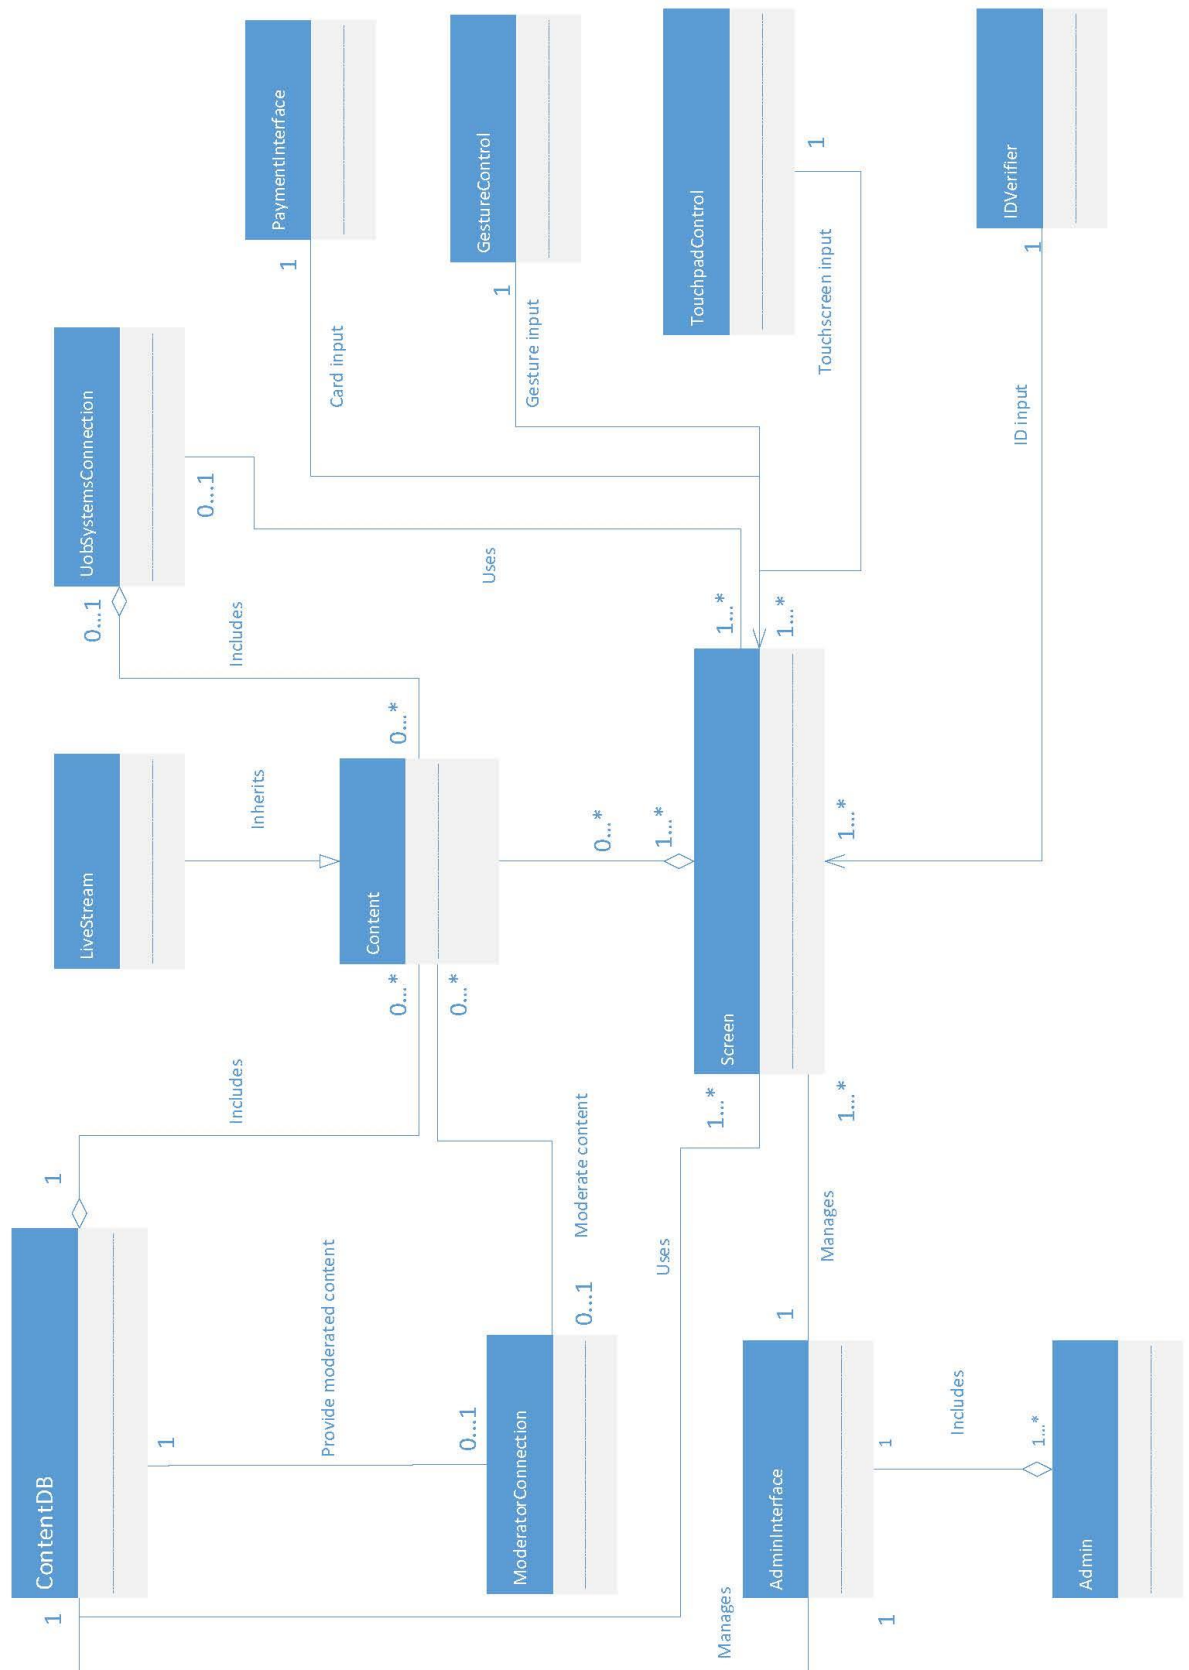 1
ContentDB
1
LiveStream
UobSystemsConnection
0...1
1
0...1
Includes
Inherits
Includes
PaymentInterface
1
Provide moderated content
Card input
Content
0...*
0...*
0...*
0...1
GestureControl
1
Uses
ModeratorConnection
Gesture input
0...1
Moderate content
0...*
Uses
1...*
TouchpadControl
1...*
1...*
Manages
Screen
AdminInterface
1
1...*
Manages
Touchscreen input
1
1...*
1...*
1
1
Includes
ID input
IDVerifier
1
1...*
Admin